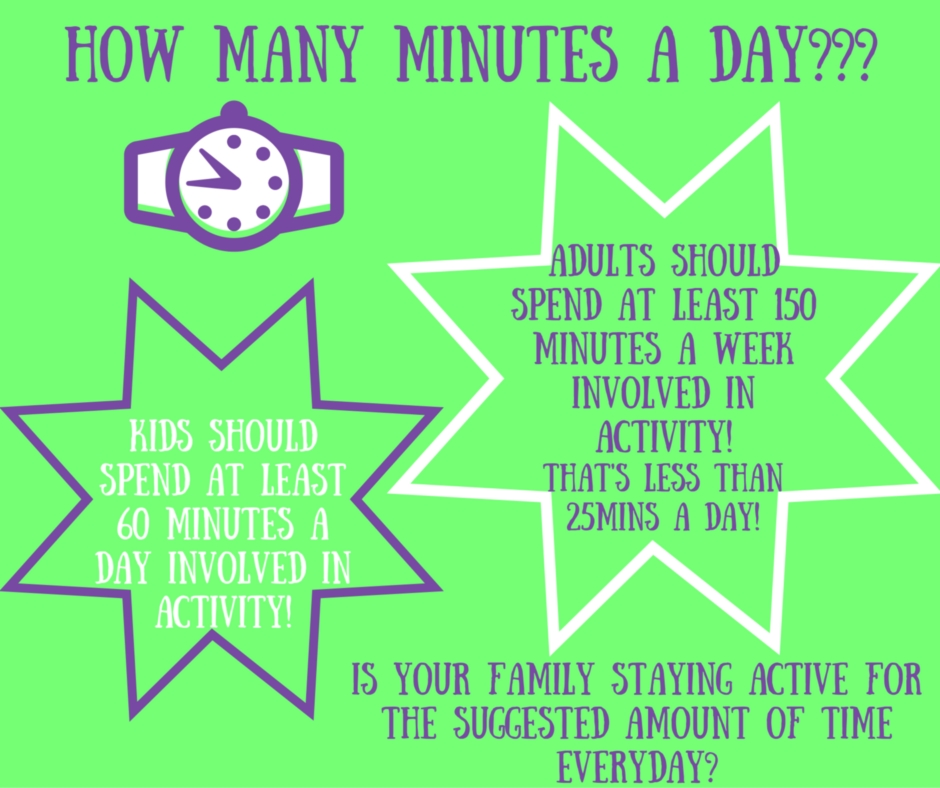 HOW MANY MINUTES A DAY???
ADULTS SHOULD
SPEND AT LEAST 150
MINUTES A WEEK
INVOLVED IN
ACTIVITY!
THAT'S LESS THAN
25MINS A DAY!
KIDS SHOULD
SPEND AT LEAST
60 MINUTES A
DAY INVOLVED IN
ACTIVITY!
IS YOUR FAMILY STAYING ACTIVE FOR
THE SUGGESTED AMOUNT OF TIME
EVERYDAY?